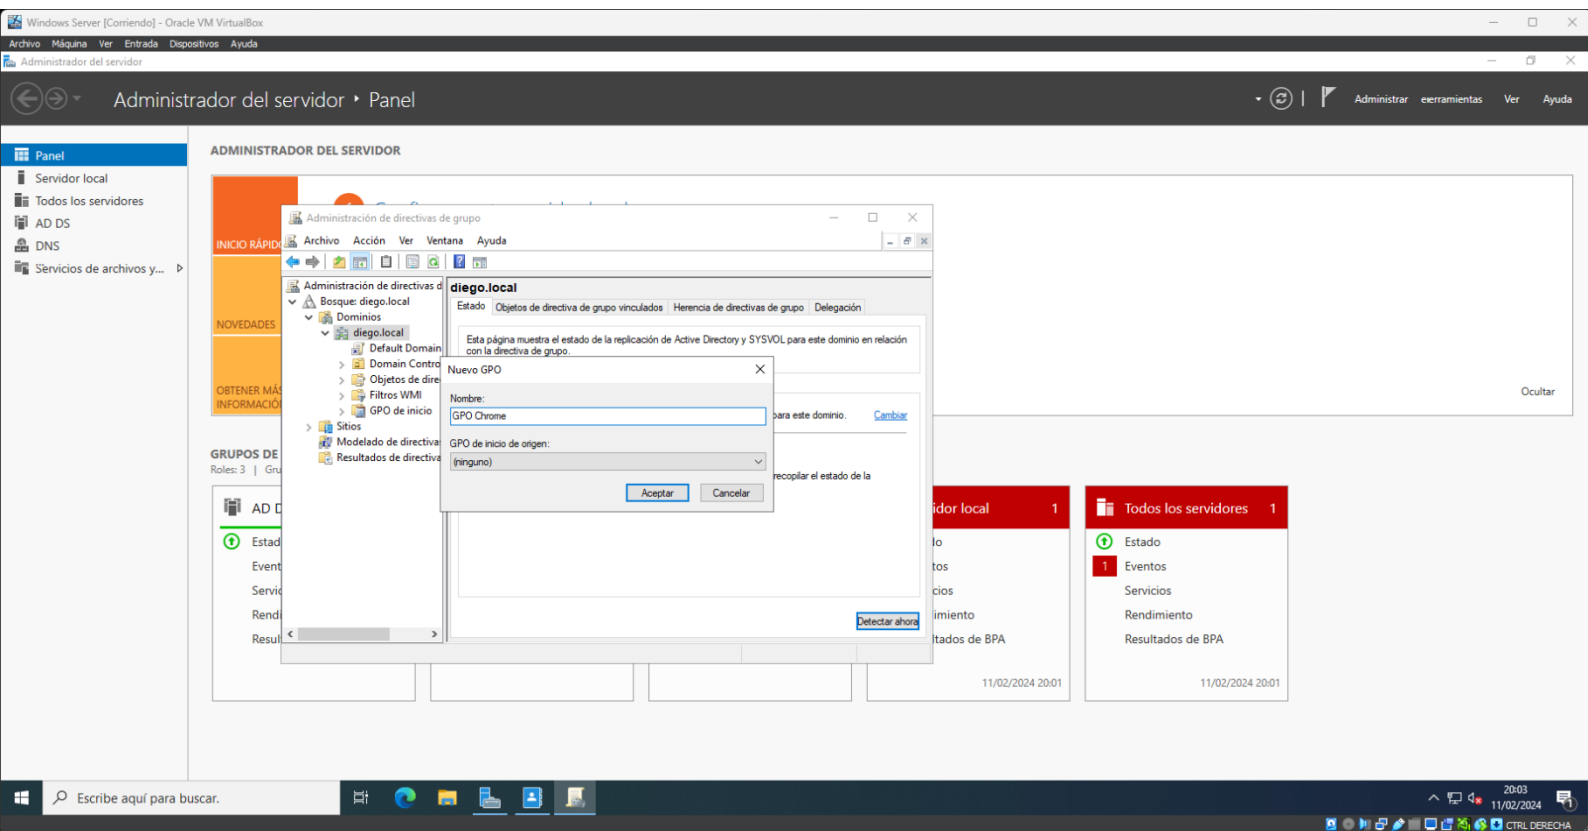 Windows Server [Corriendo] - Oracle VM VirtualBox
Archivo Máquina Ver Entrada Dispositivos Ayuda
Administrador del servidor
Administrador del servidor • Panel
Administrar Ver Ayuda
Panel
Servidor local
Todos los servidores
AD DS
DNS
Servicios de archivos y...
ADMINISTRADOR DEL SERVIDOR
INICIO
NOVEDADES
OBTENER MÁS
Ocultar
GRUPOS DE
Roles: 3 |
Administración de directivas de grupo
Archivo Acción Ver Ventana Ayuda
Administración de directivas d
Bosque: diego.local
Dominios
diego.local
Default Domain
Domain Contro
Objetos de dire
Filtros WMI
GPO de inicio
Sitios
Modelado de directiva
Resultados de directiva
diego.local
Estado Objetos de directiva de grupo vinculados Herencia de directivas de grupo Delegación
Esta página muestra el estado de la replicación de Active Directory y SYSVOL para este dominio en relación
con la directiva de grupo.
para este dominio. Cambiar
recopilar el estado de la
Detectar ahora
Nuevo GPO
Nombre:
GPO Chrome
GPO de inicio de origen:
(ninguno)
Aceptar Cancelar
AD
Estad
Event
Servic
Rendi
Resul
idor local 1
lo
tos
cios
imiento
ltados de BPA
11/02/2024 20:01
Todos los servidores 1
Estado
1 Eventos
Servicios
Rendimiento
Resultados de BPA
11/02/2024 20:01
Escribe aquí para buscar.
20:03
11/02/2024
1
CTRL DERECHA